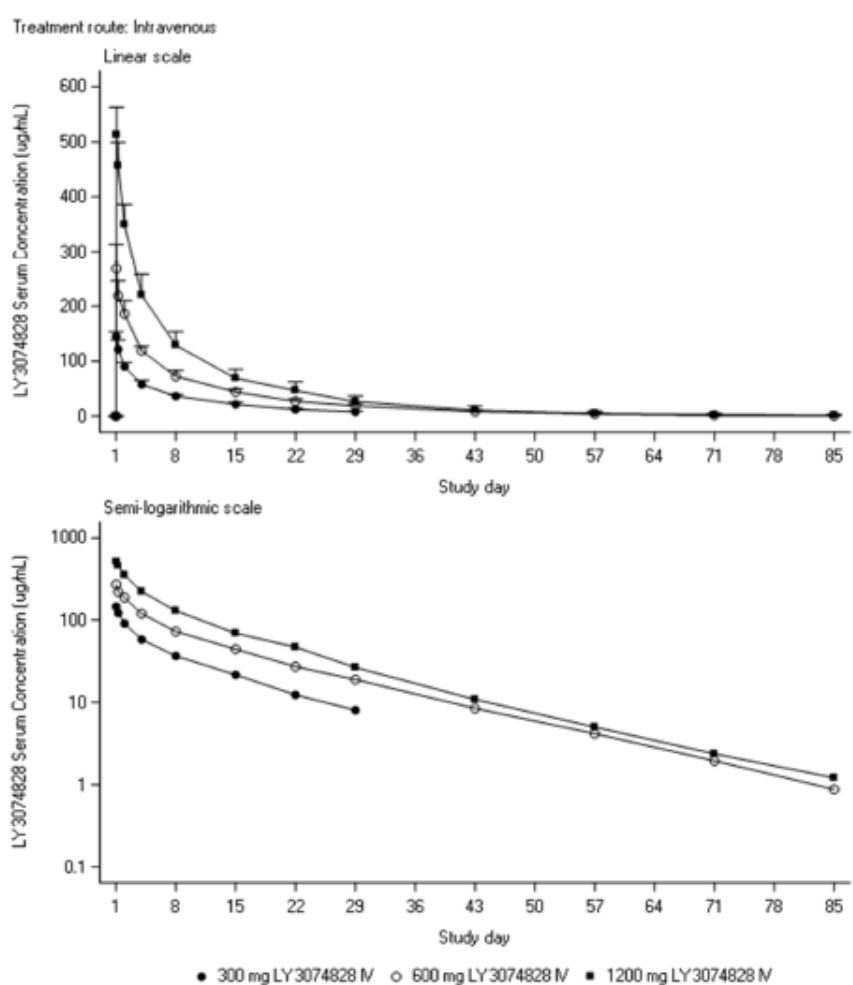 Treatment route: Intravenous
Linear scale
LY3074828 Serum Concentration (ug/mL)
600
500
400
300
200
100
0
1 8 15 22 29 36 43 50 57 64 71 78 85
Study day
Semi-logarithmic scale
LY3074828 Serum Concentration (ug/mL)
1000
100
10
1
0.1
1 8 15 22 29 36 43 50 57 64 71 78 85
Study day
300 mg LY3074828 IV 600 mg LY3074828 IV 1200 mg LY3074828 IV